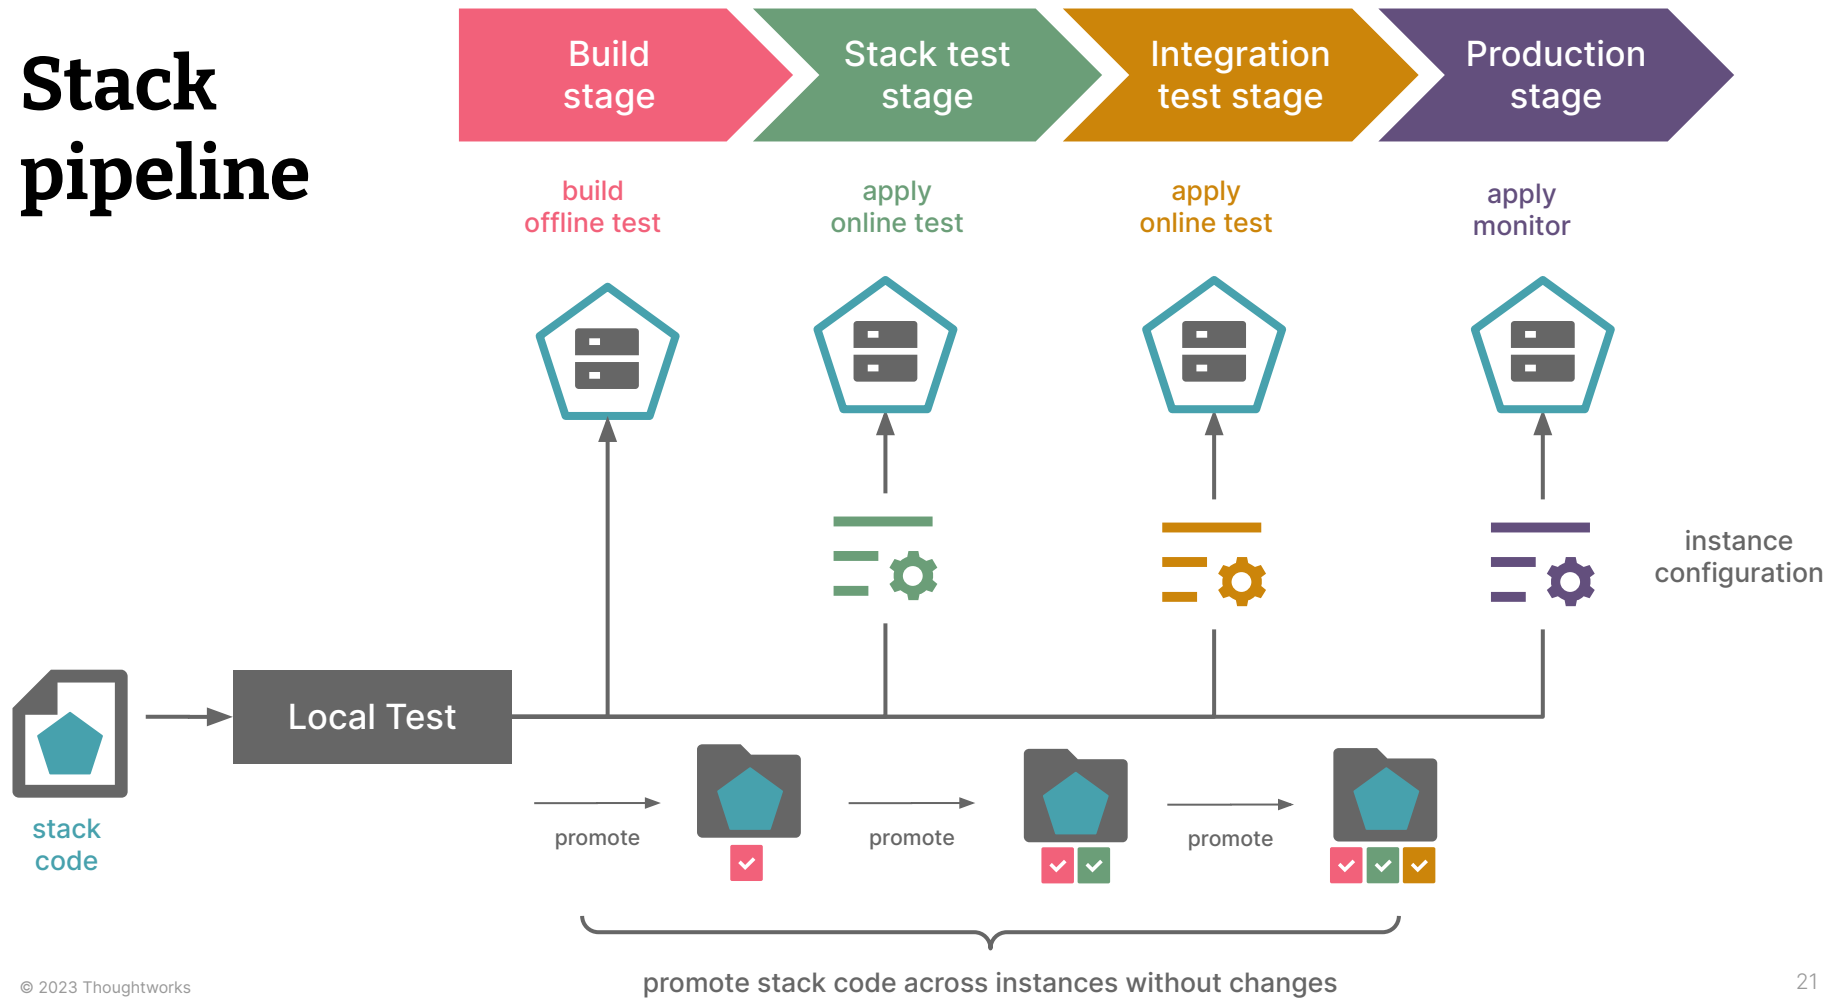 Stack
pipeline
Build
stage
Stack test
stage
Integration
test stage
Production
stage
build
offline test
apply
online test
apply
online test
apply
monitor
instance
configuration
Local Test
stack
code
promote
promote
promote
promote stack code across instances without changes
© 2023 Thoughtworks
21